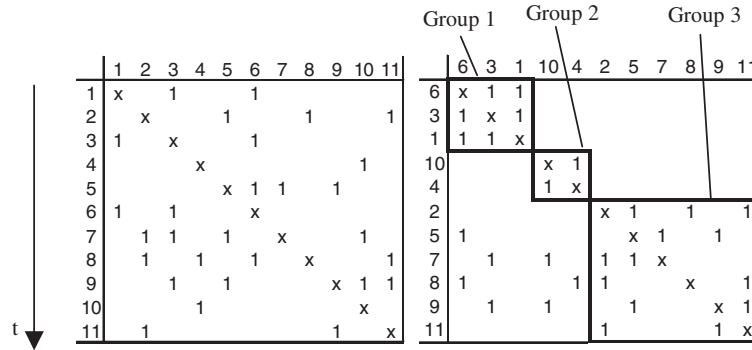 Group 1
Group 2
Group 3
1 2 3 4 5 6 7 8 9 10 11
1 x 1 1
2 x 1 1 1
3 1 x 1
4 x 1
5 x 1 1 1
6 1 1 x
7 1 1 1 x 1
8 1 1 1 x 1
9 1 1 x 1 1
10 1 x
11 1 1 x
t
6 3 1 10 4 2 5 7 8 9 11
6 x 1 1
3 1 x 1
1 1 1 x
10 x 1
4 1 x
2 x 1 1 1
5 1 x 1 1
7 1 1 1 1 x
8 1 1 1 x 1
9 1 1 1 x 1
11 1 1 x